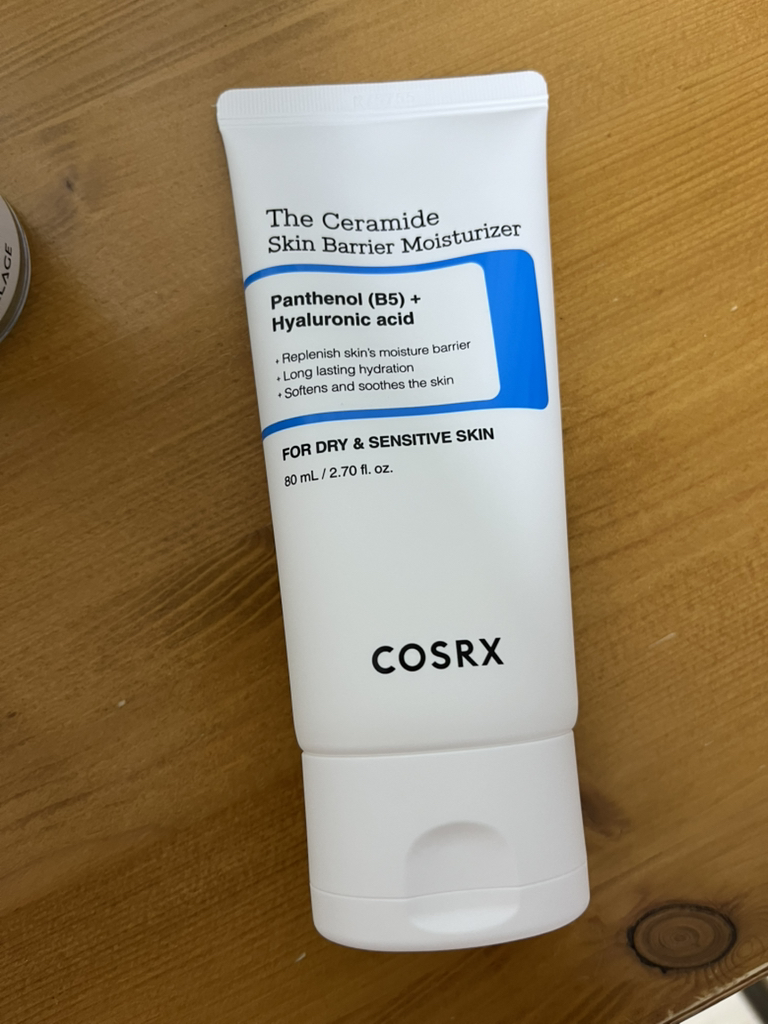 The Ceramide
Skin Barrier Moisturizer
Panthenol (B5) +
Hyaluronic acid
• Replenish skin's moisture barrier
• Long lasting hydration
• Softens and soothes the skin
FOR DRY & SENSITIVE SKIN
80 mL / 2.70 fl. oz.
COSRX